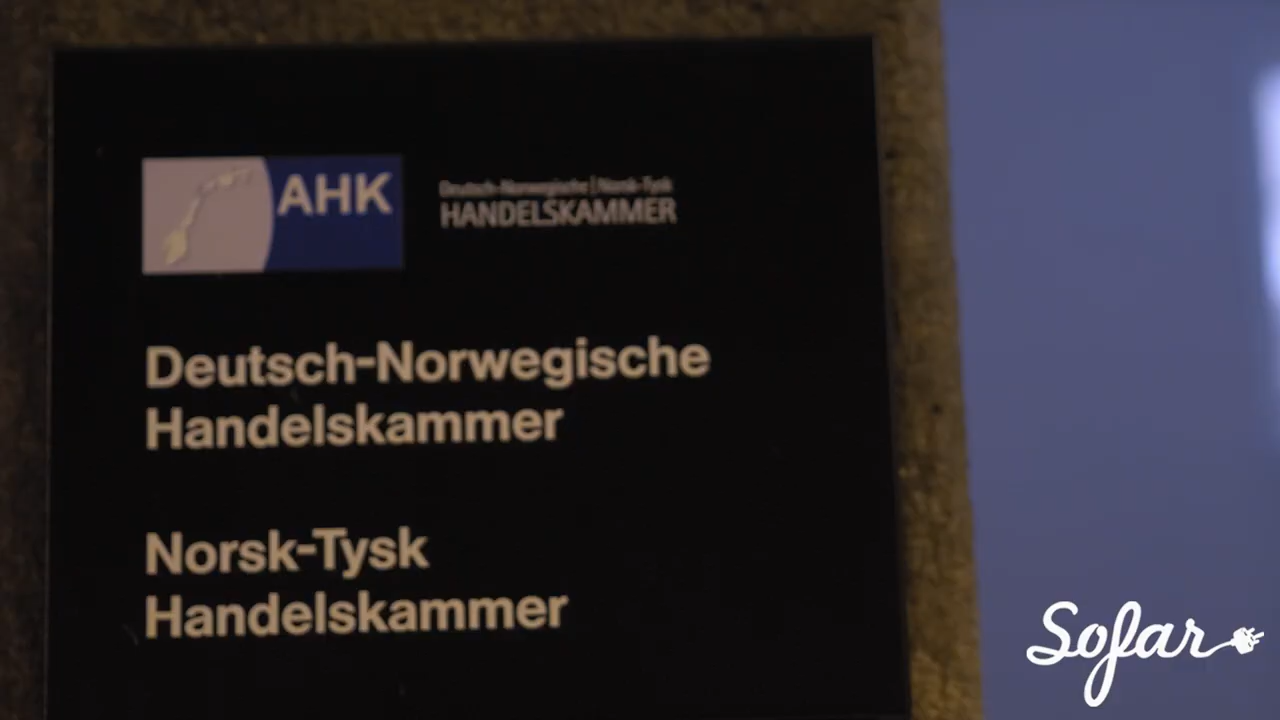 AHK
Deutsch-Norwegische | Norsk-Tysk
HANDELSKAMMER
Deutsch-Norwegische
Handelskammer
Norsk-Tysk
Handelskammer
Sofar